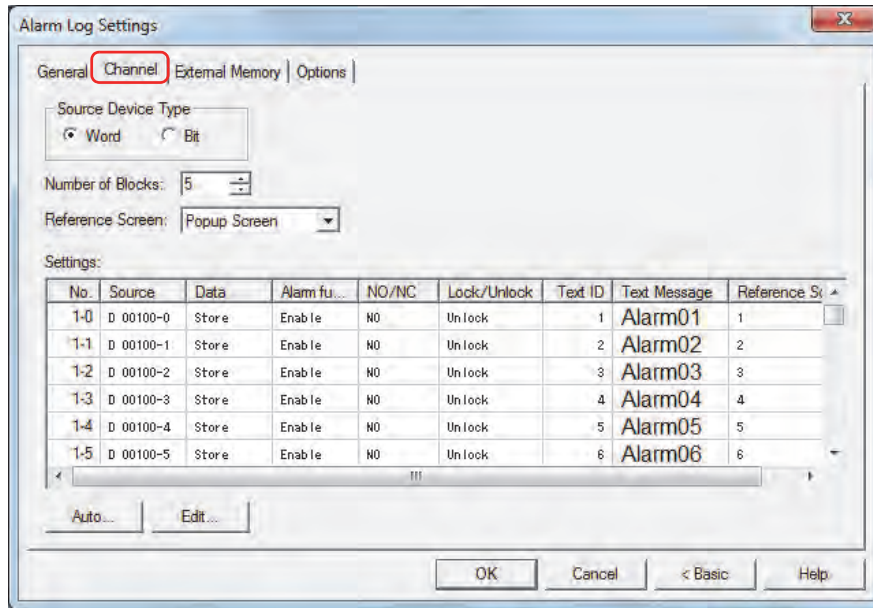 Alarm Log Settings
General Channel External Memory Options
Source Device Type
Word Bit
Number of Blocks: 5
Reference Screen: Popup Screen
Settings:
No. Source Data Alarm fu... NO/NC Lock/Unlock Text ID Text Message Reference Sc
1-0 D 00100-0 Store Enable NO Unlock 1 Alarm01 1
1-1 D 00100-1 Store Enable NO Unlock 2 Alarm02 2
1-2 D 00100-2 Store Enable NO Unlock 3 Alarm03 3
1-3 D 00100-3 Store Enable NO Unlock 4 Alarm04 4
1-4 D 00100-4 Store Enable NO Unlock 5 Alarm05 5
1-5 D 00100-5 Store Enable NO Unlock 6 Alarm06 6
Auto... Edit...
OK Cancel < Basic Help